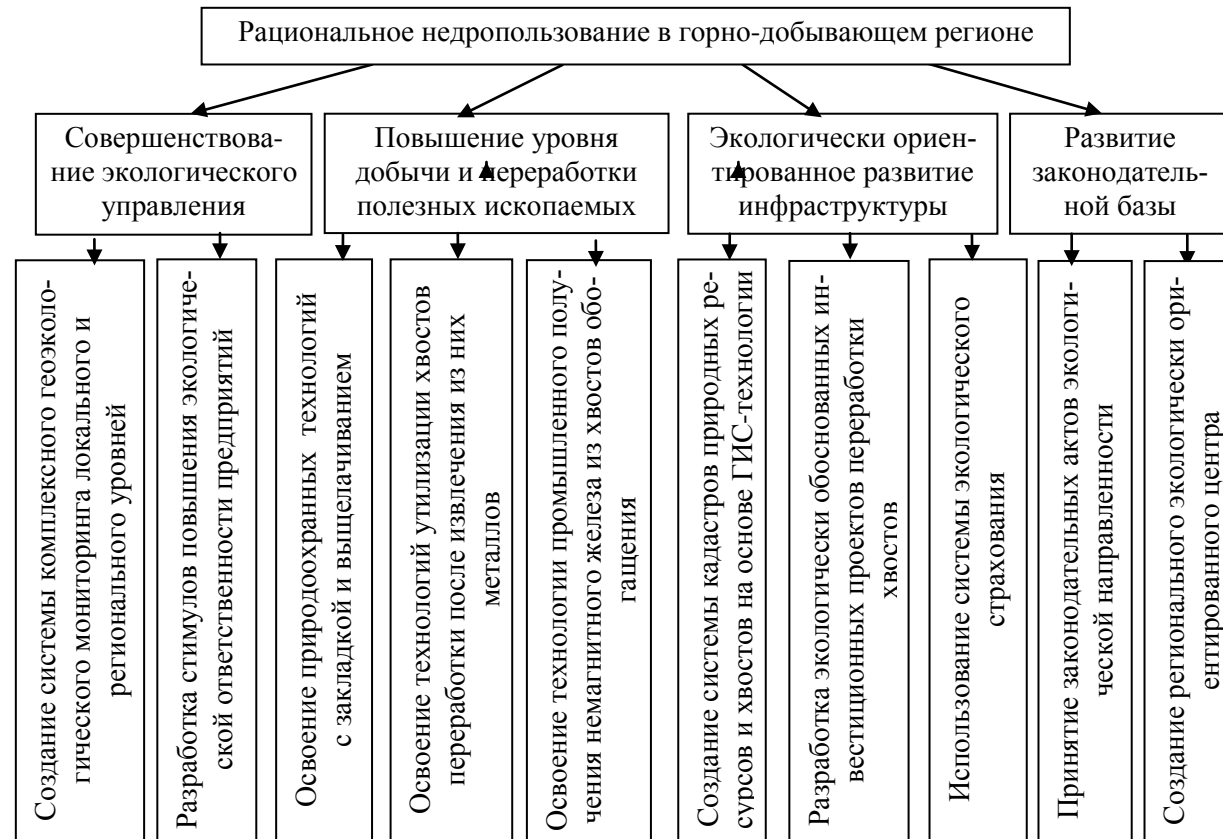 Рациональное недропользование в горно-добывающем регионе
Совершенствова-
ние экологического
управления
Повышение уровня
добычи и переработки
полезных ископаемых
Экологически ориен-
тированное развитие
инфраструктуры
Развитие
законодатель-
ной базы
Создание системы комплексного геоэколо-
гического мониторинга локального и
регионального уровней
Разработка стимулов повышения экологиче-
ской ответственности предприятий
Освоение природоохранных технологий
с закладкой и выщелачиванием
Освоение технологий утилизации хвостов
переработки после извлечения из них
металлов
Освоение технологии промышленного полу-
чения немагнитного железа из хвостов обо-
гащения
Создание системы кадастров природных ре-
сурсов и хвостов на основе ГИС-технологии
Разработка экологически обоснованных ин-
вестиционных проектов переработки
хвостов
Использование системы экологического
страхования
Принятие законодательных актов экологи-
ческой направленности
Создание регионального экологически ори-
ентированного центра